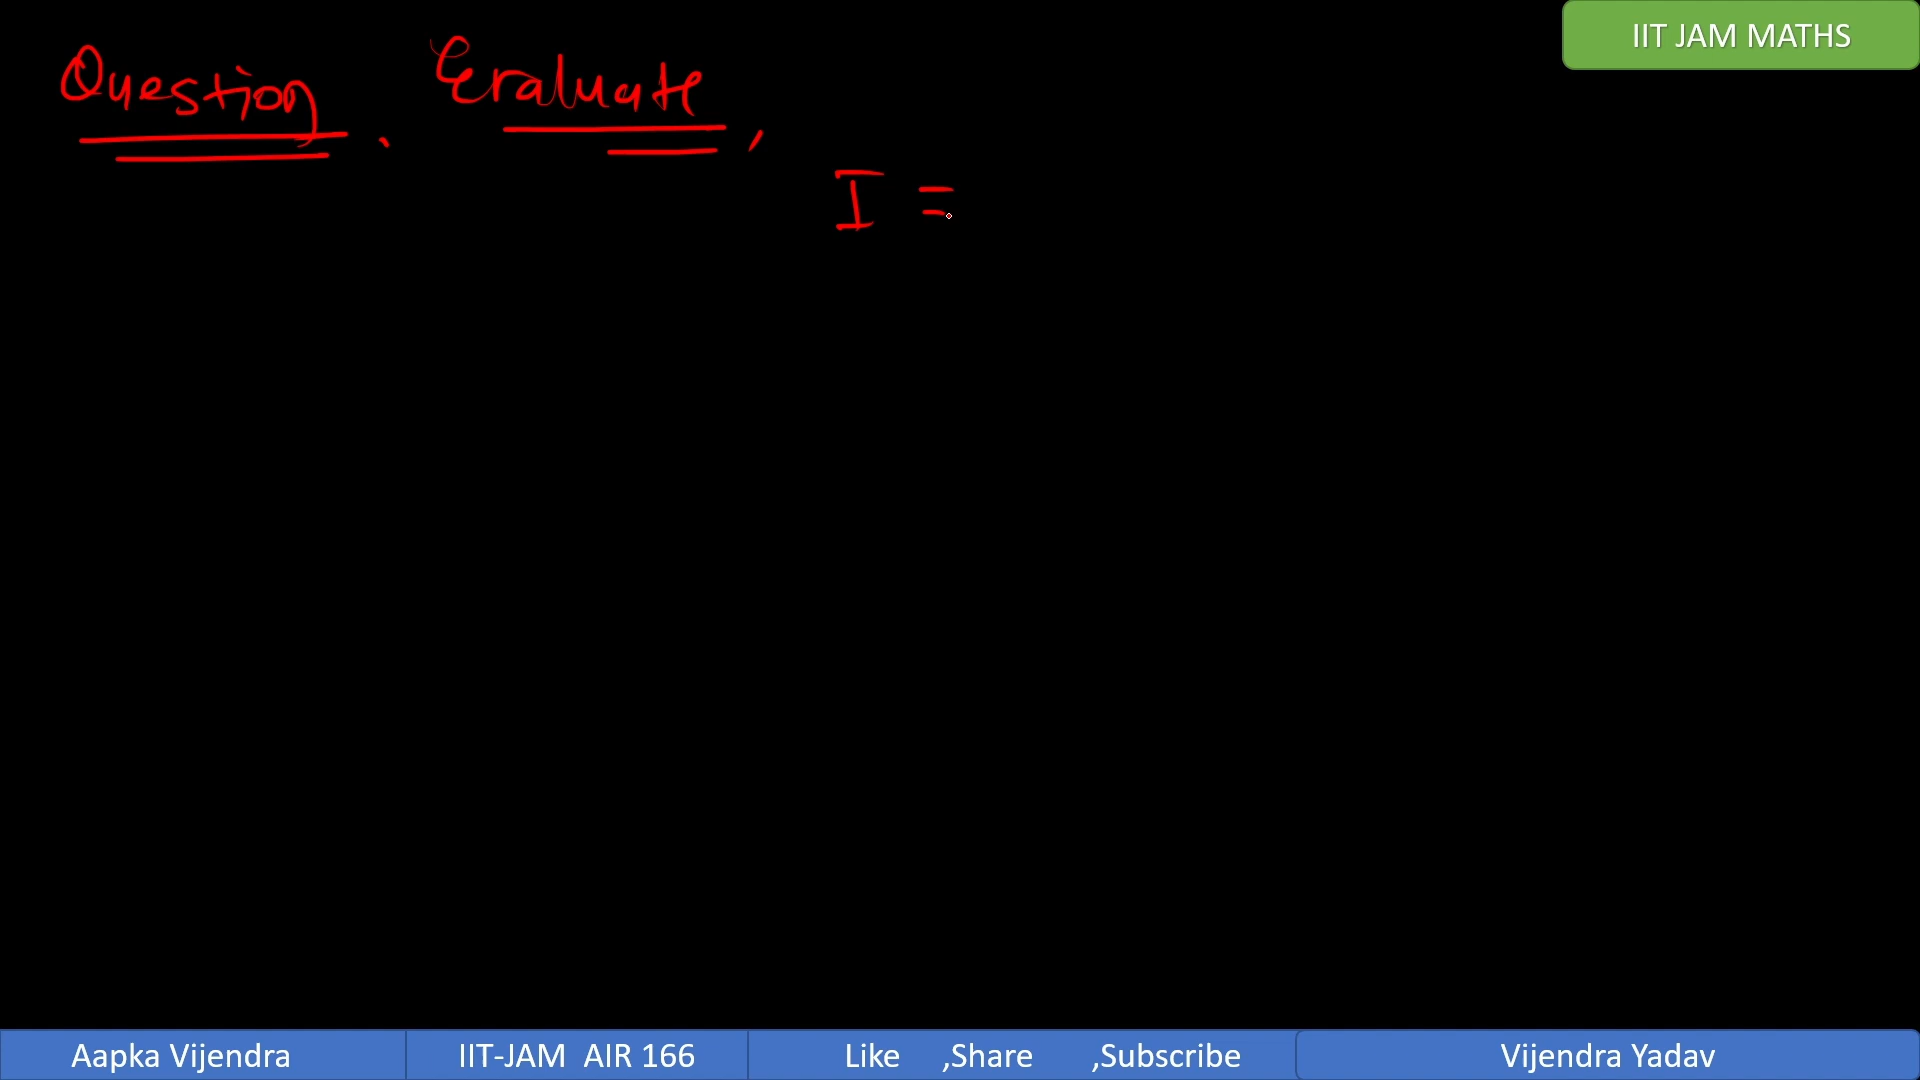 IIT JAM MATHS
Question. Evaluate,
I =
Aapka Vijendra IIT-JAM AIR 166 Like ,Share ,Subscribe Vijendra Yadav